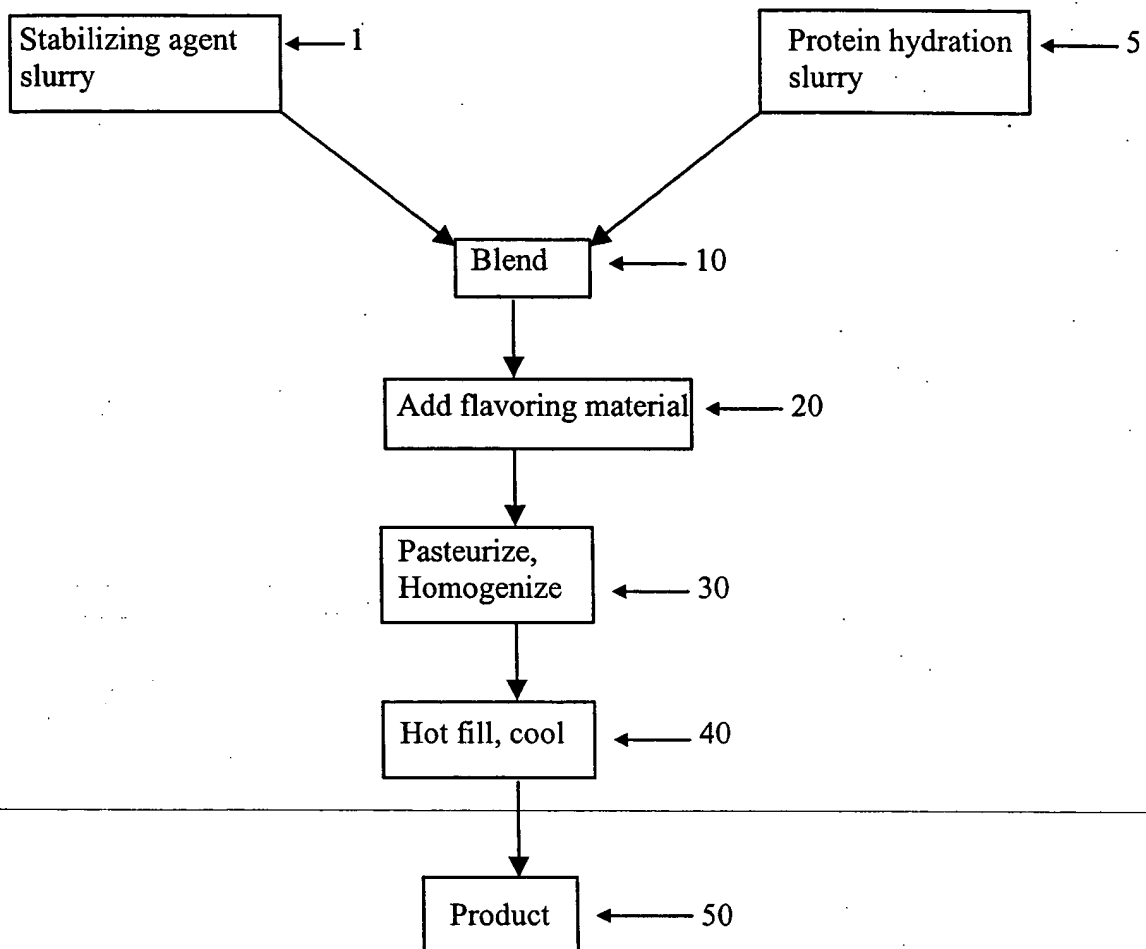 Stabilizing agent
slurry
1
Protein hydration
slurry
5
Blend
10
Add flavoring material
20
Pasteurize,
Homogenize
30
Hot fill, cool
40
Product
50